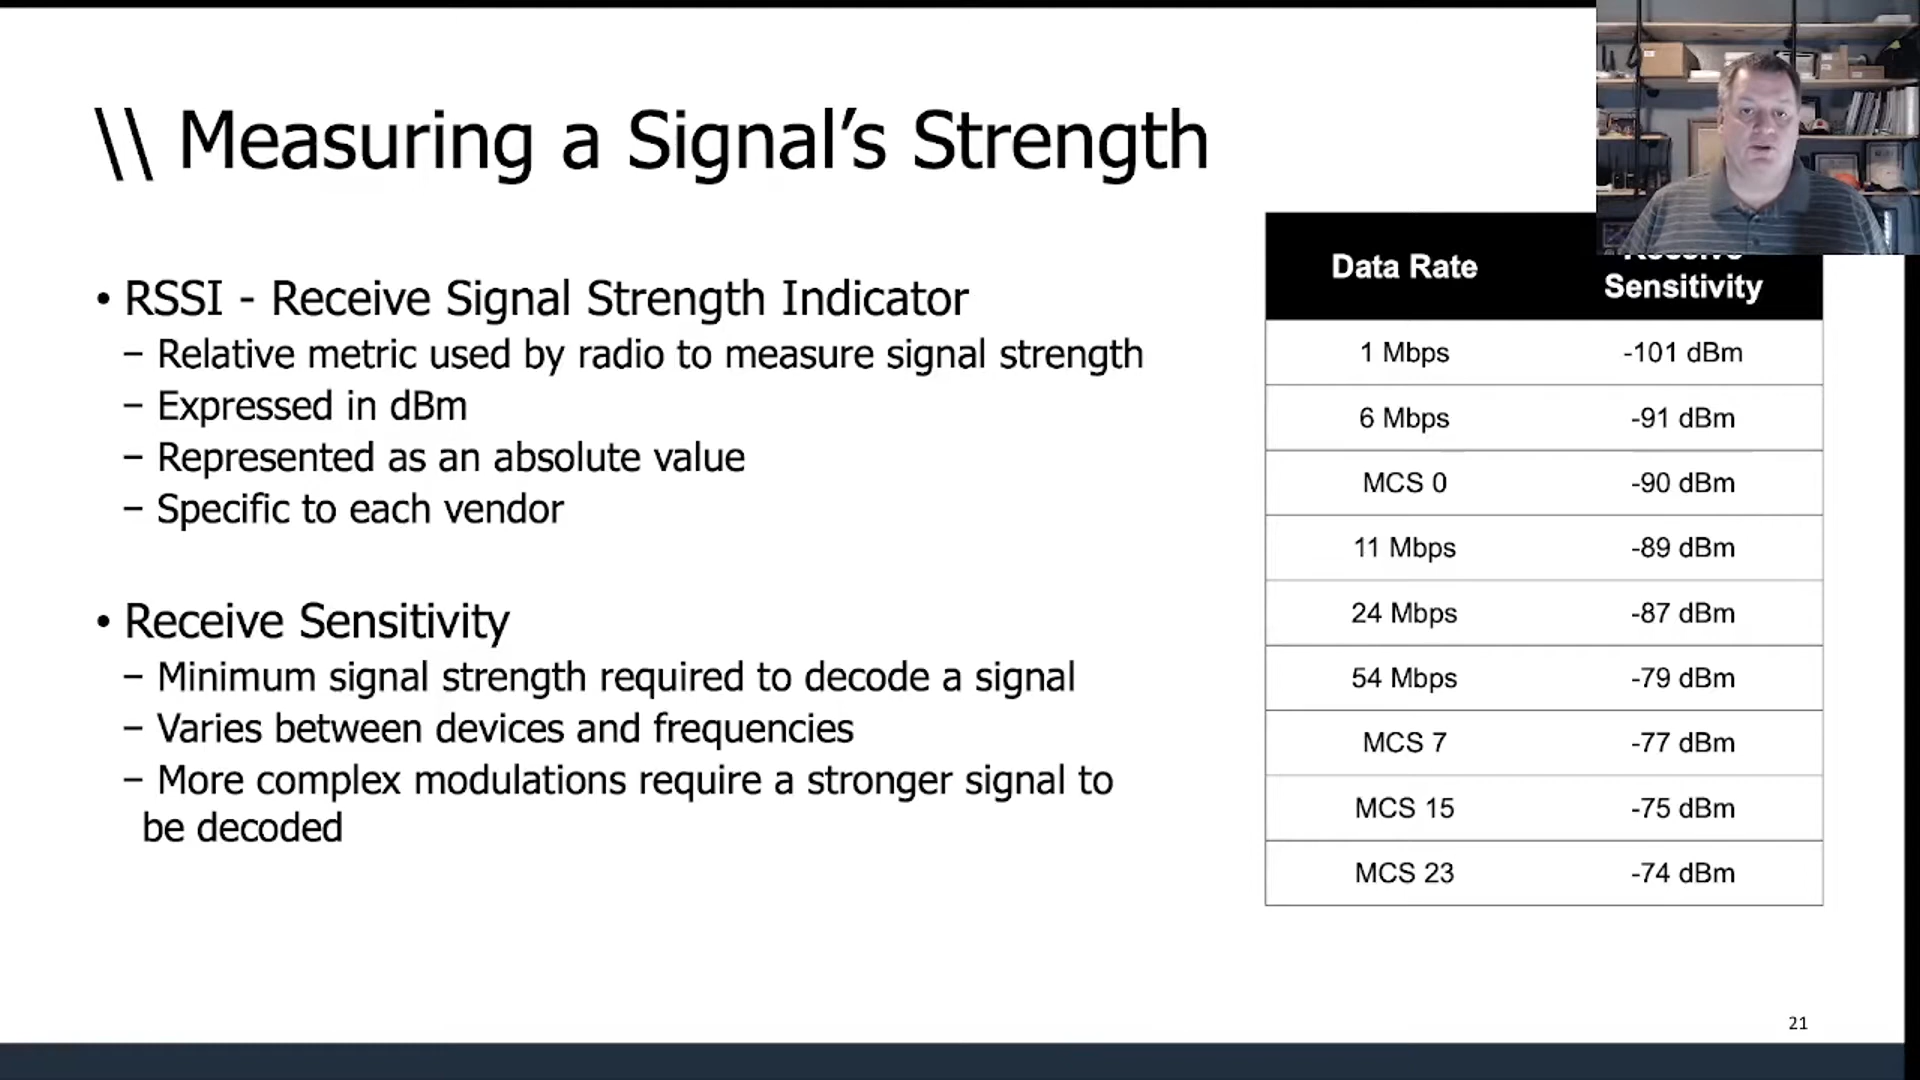 \\ Measuring a Signal’s Strength
• RSSI - Receive Signal Strength Indicator
– Relative metric used by radio to measure signal strength
– Expressed in dBm
– Represented as an absolute value
– Specific to each vendor
• Receive Sensitivity
– Minimum signal strength required to decode a signal
– Varies between devices and frequencies
– More complex modulations require a stronger signal to
be decoded
Data Rate Receive
Sensitivity
1 Mbps -101 dBm
6 Mbps -91 dBm
MCS 0 -90 dBm
11 Mbps -89 dBm
24 Mbps -87 dBm
54 Mbps -79 dBm
MCS 7 -77 dBm
MCS 15 -75 dBm
MCS 23 -74 dBm
21